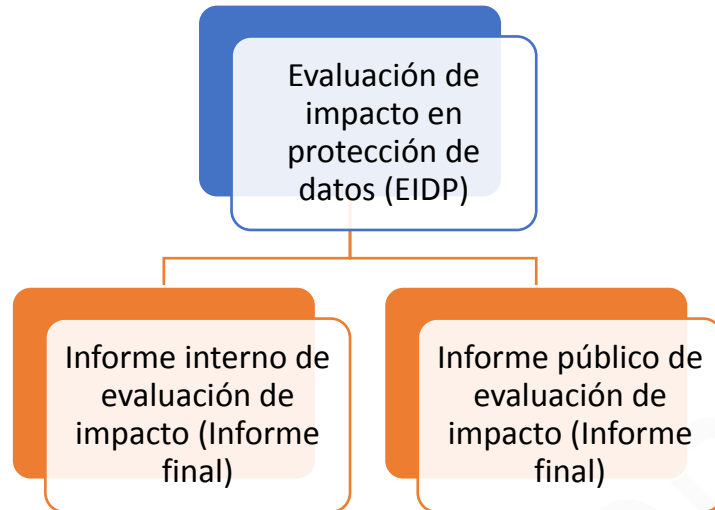 Evaluación de
impacto en
protección de
datos (EIDP)
Informe interno de
evaluación de
impacto (Informe
final)
Informe público de
evaluación de
impacto (Informe
final)